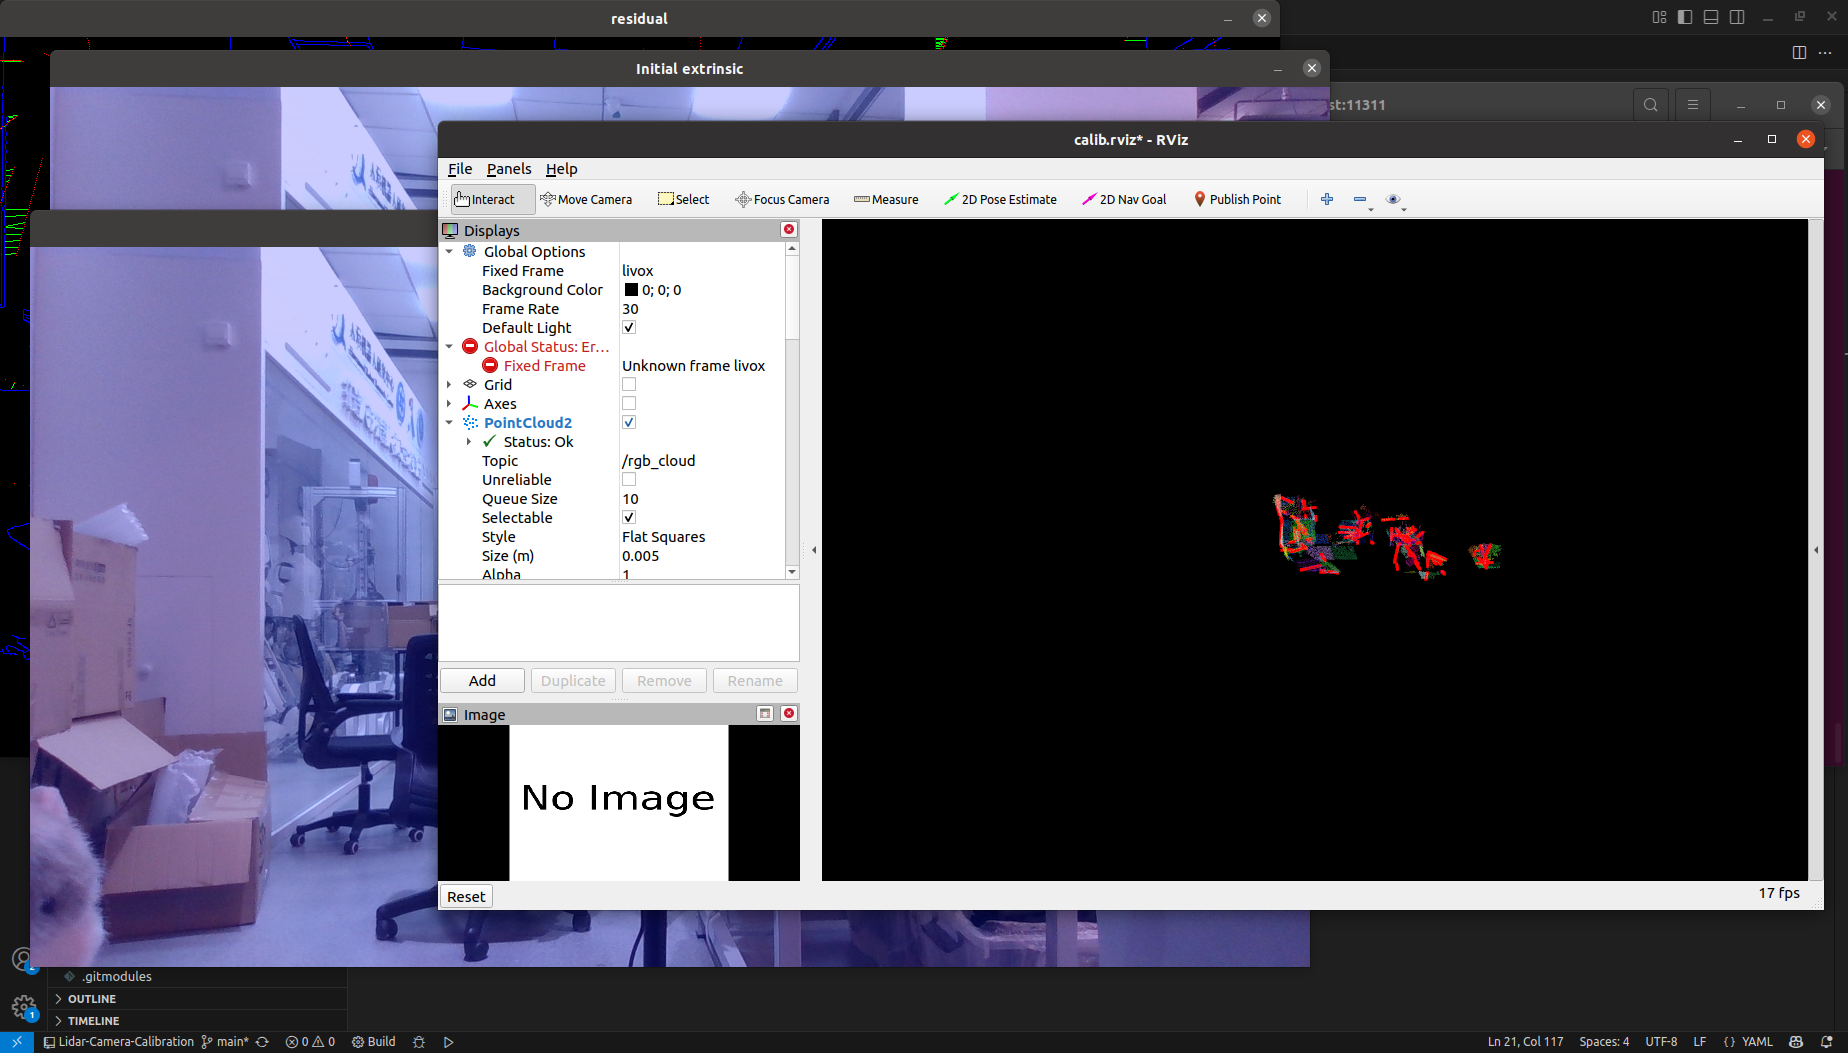 residual
Initial extrinsic
st:11311
calib.rviz* - RViz
File Panels Help
Interact Move Camera Select Focus Camera Measure 2D Pose Estimate 2D Nav Goal Publish Point
Displays
Global Options
Fixed Frame livox
Background Color 0; 0; 0
Frame Rate 30
Default Light
Global Status: Er...
Fixed Frame Unknown frame livox
Grid
Axes
PointCloud2
Status: Ok
Topic /rgb_cloud
Unreliable
Queue Size 10
Selectable
Style Flat Squares
Size (m) 0.005
Alpha 1
Add Duplicate Remove Rename
Image
No Image
Reset
17 fps
.gitmodules
OUTLINE
1
TIMELINE
Lidar-Camera-Calibration main* 0 0 Build Ln 21, Col 117 Spaces: 4 UTF-8 LF {} YAML